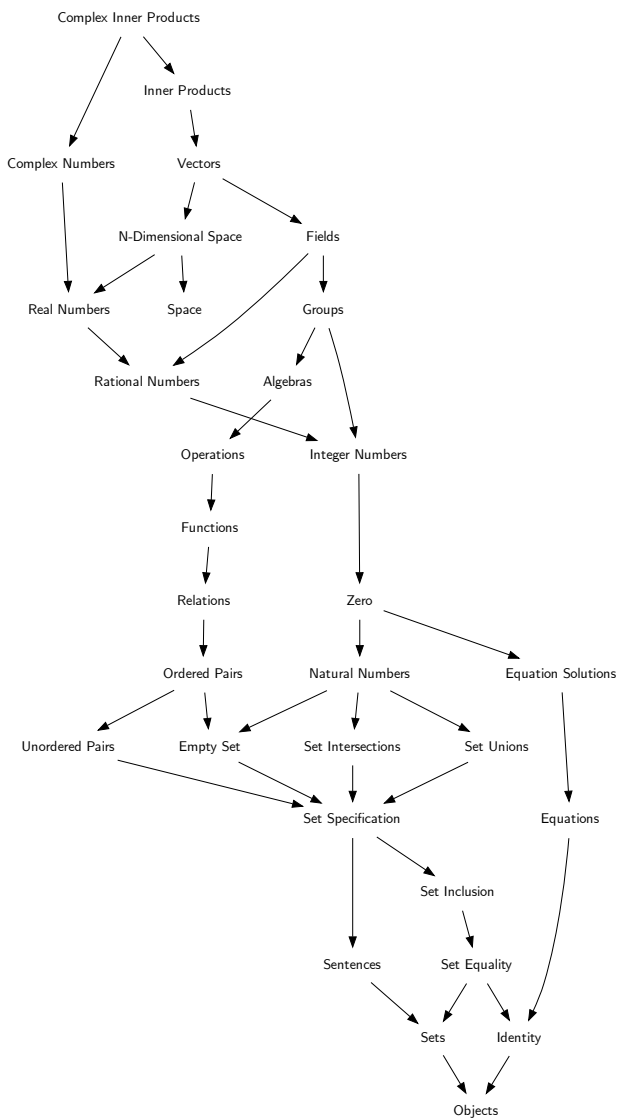 Complex Inner Products
Inner Products
Complex Numbers
Vectors
N-Dimensional Space
Fields
Real Numbers
Space
Groups
Rational Numbers
Algebras
Operations
Integer Numbers
Functions
Relations
Zero
Ordered Pairs
Natural Numbers
Equation Solutions
Unordered Pairs
Empty Set
Set Intersections
Set Unions
Set Specification
Equations
Set Inclusion
Sentences
Set Equality
Sets
Identity
Objects